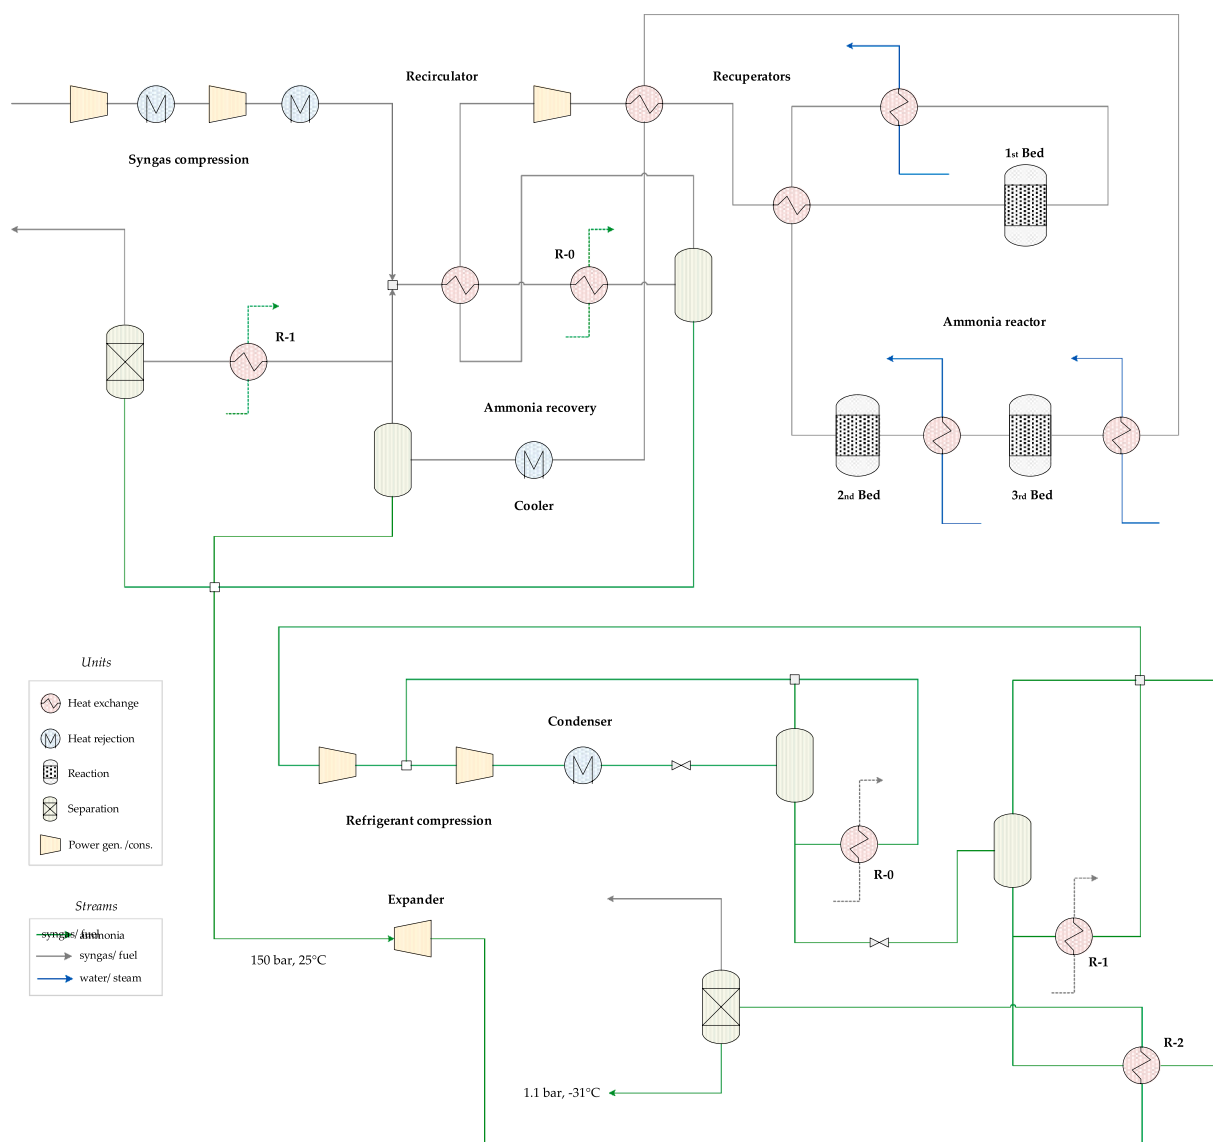 Recirculator
Recuperators
Syngas compression
1st Bed
R-0
R-1
Ammonia reactor
Ammonia recovery
Cooler
2nd Bed
3rd Bed
Units
Heat exchange
Heat rejection
Reaction
Separation
Power gen. /cons.
Condenser
Refrigerant compression
R-0
Expander
Streams
syngas/ fuel
ammonia
syngas/ fuel
water/ steam
150 bar, 25°C
R-1
R-2
1.1 bar, -31°C